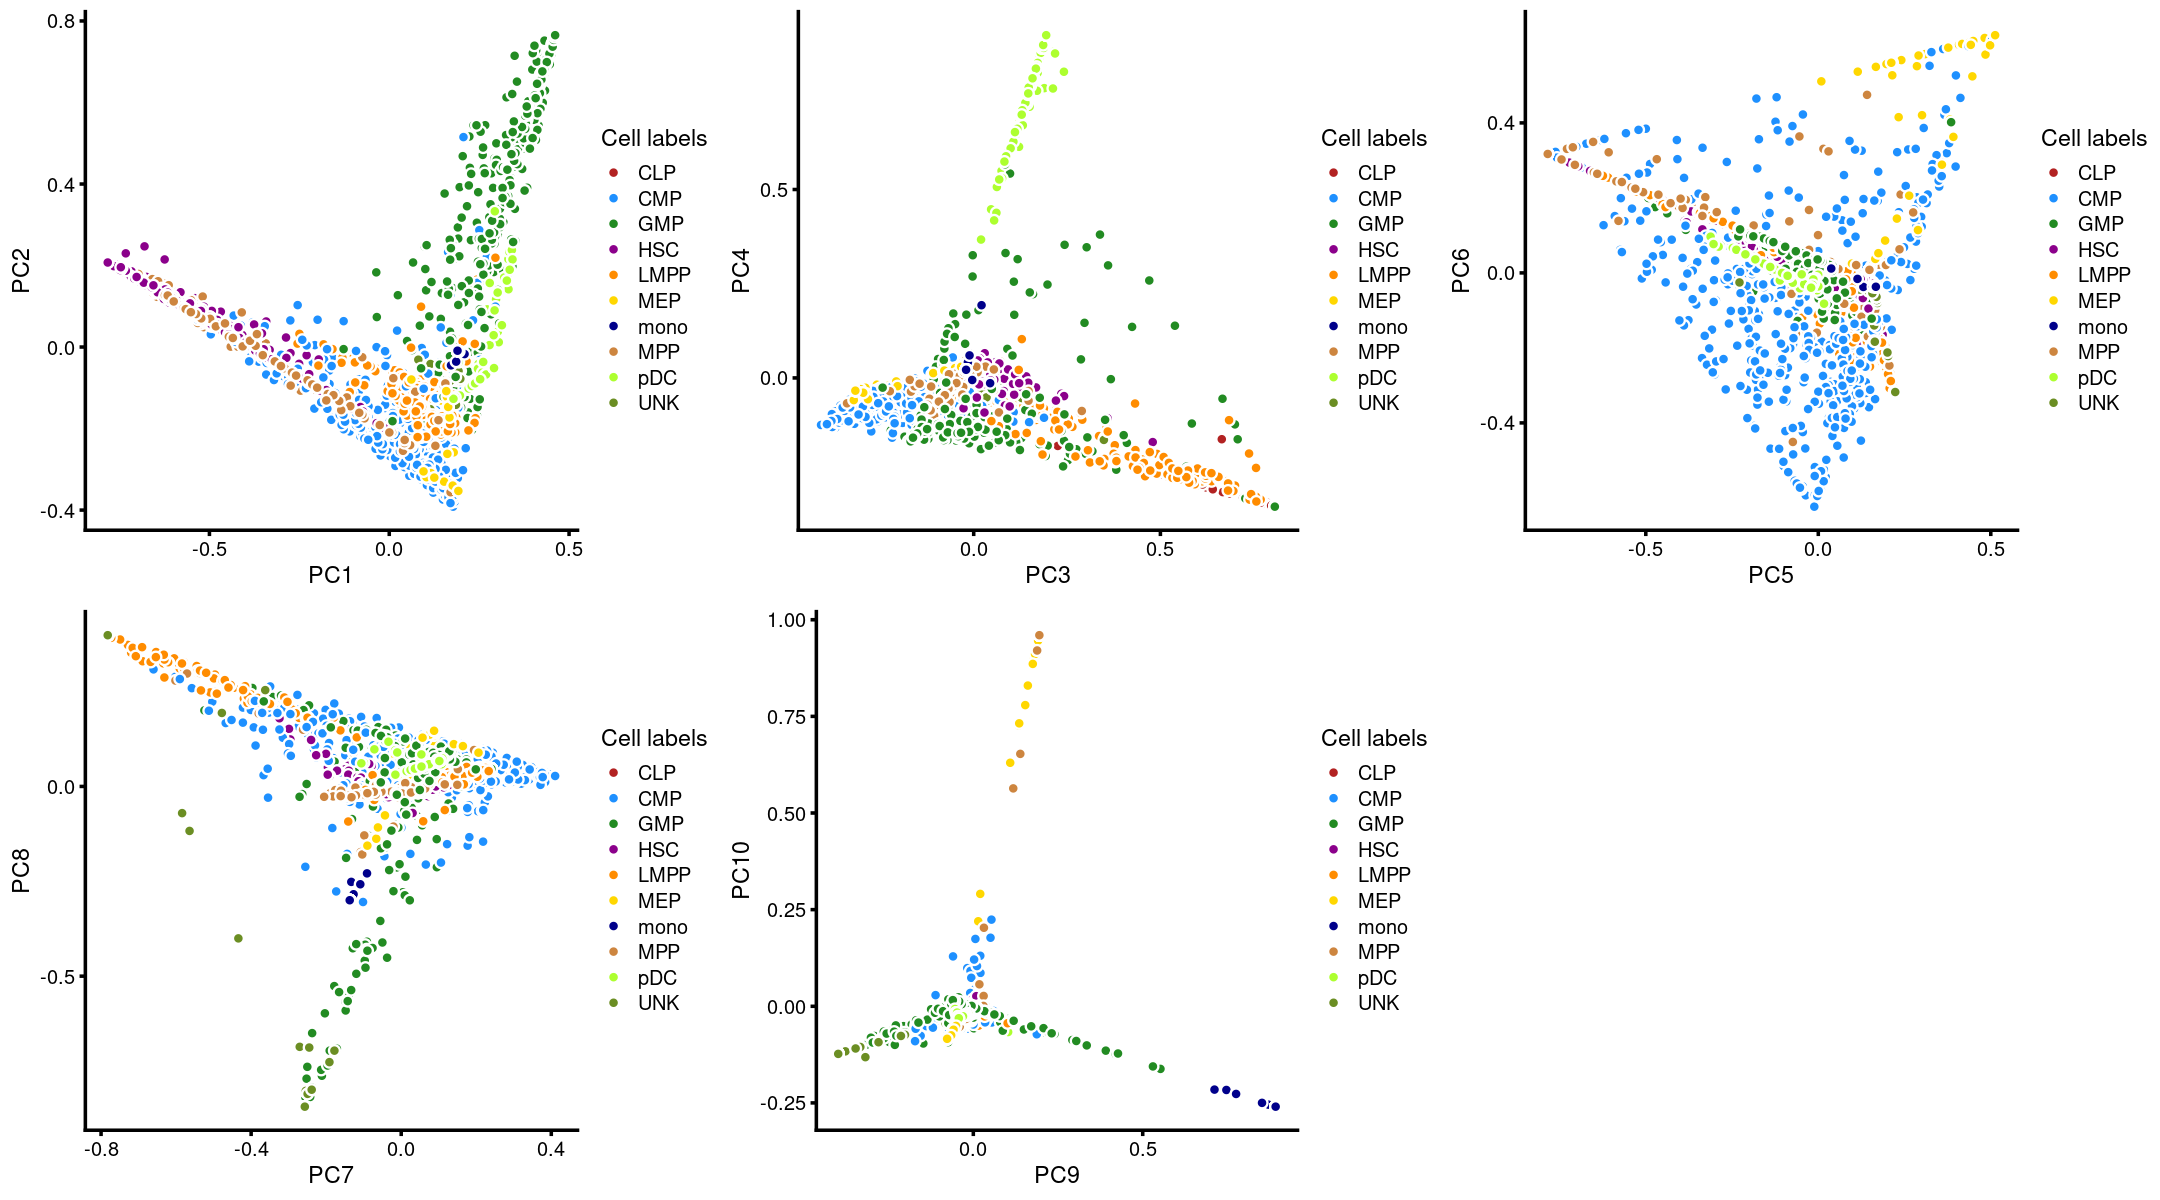 PC2
0.8
0.4
0.0
-0.4
-0.5
0.0
0.5
PC1
Cell labels
CLP
CMP
GMP
HSC
LMPP
MEP
mono
MPP
pDC
UNK
PC4
0.5
0.0
0.0
0.5
PC3
Cell labels
CLP
CMP
GMP
HSC
LMPP
MEP
mono
MPP
pDC
UNK
PC6
0.4
0.0
-0.4
-0.5
0.0
0.5
PC5
Cell labels
CLP
CMP
GMP
HSC
LMPP
MEP
mono
MPP
pDC
UNK
PC8
0.0
-0.5
-0.8
-0.4
0.0
0.4
PC7
Cell labels
CLP
CMP
GMP
HSC
LMPP
MEP
mono
MPP
pDC
UNK
PC10
1.00
0.75
0.50
0.25
0.00
-0.25
0.0
0.5
PC9
Cell labels
CLP
CMP
GMP
HSC
LMPP
MEP
mono
MPP
pDC
UNK